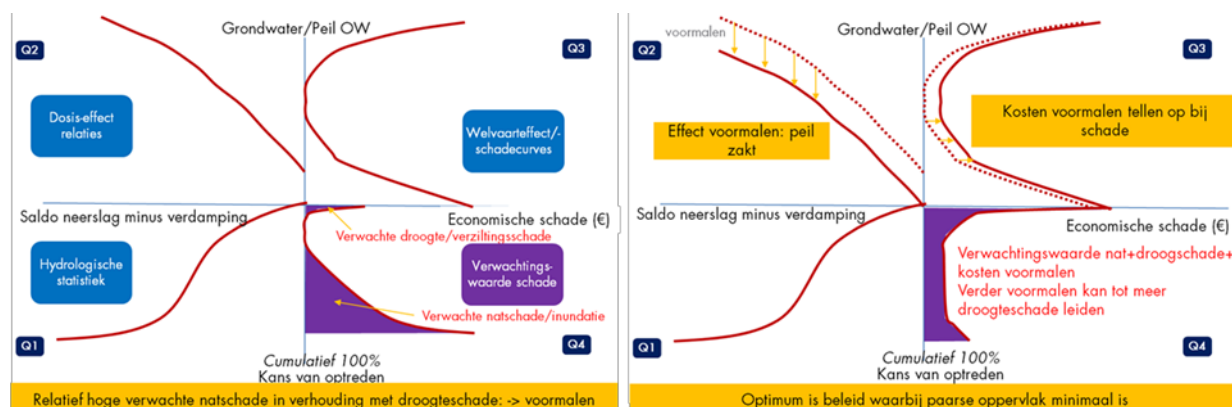 Grondwater/Peil OW
Q2
Q3
Dosis-effect
relaties
Welvaarteffect/-
schadecurves
Saldo neerslag minus verdamping
Economische schade (€)
Verwachte droogte/verziltingsschade
Hydrologische
statistiek
Verwachtings-
waarde schade
Verwachte natschade/inundatie
Q1
Q4
Cumulatief 100%
Kans van optreden
Relatief hoge verwachte natschade in verhouding met droogteschade: -> voormalen
Grondwater/Peil OW
voormalen
Q2
Q3
Effect voormalen: peil
zakt
Kosten voormalen tellen op bij
schade
Saldo neerslag minus verdamping
Economische schade (€)
Hydrologische
statistiek
Verwachtingswaarde nat+droogschade+
kosten voormalen
Verder voormalen kan tot meer
droogteschade leiden
Q1
Q4
Cumulatief 100%
Kans van optreden
Optimum is beleid waarbij paarse oppervlak minimaal is